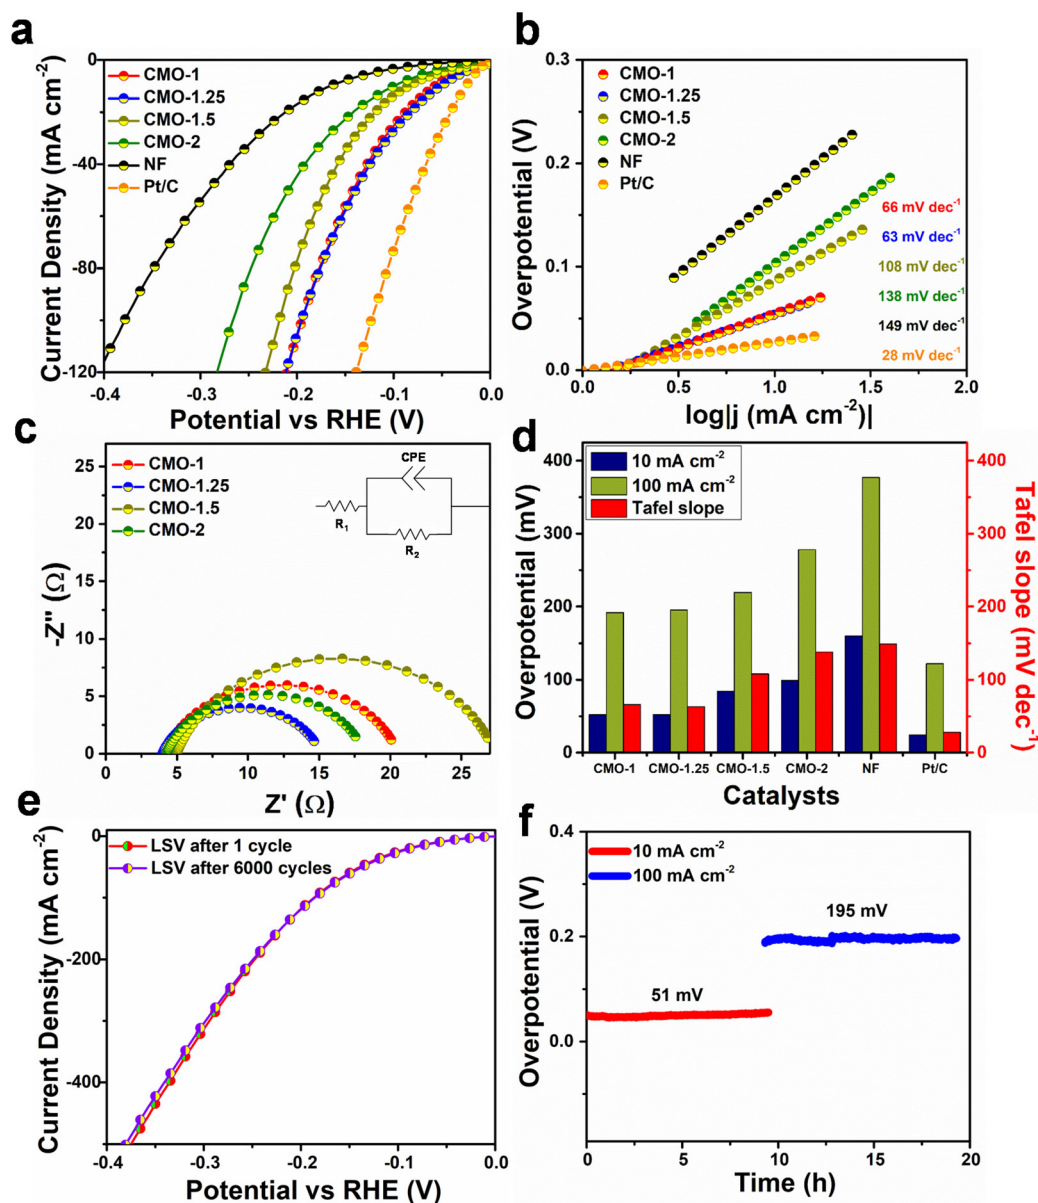 a
Current Density (mA cm⁻²)
0
-40
-80
-120
CMO-1
CMO-1.25
CMO-1.5
CMO-2
NF
Pt/C
-0.4
-0.3
-0.2
-0.1
0.0
Potential vs RHE (V)
b
Overpotential (V)
0.3
0.2
0.1
0.0
CMO-1
CMO-1.25
CMO-1.5
CMO-2
NF
Pt/C
66 mV dec⁻¹
63 mV dec⁻¹
108 mV dec⁻¹
138 mV dec⁻¹
149 mV dec⁻¹
28 mV dec⁻¹
0.0
0.5
1.0
1.5
2.0
log|j (mA cm⁻²)|
c
-Z'' (Ω)
25
20
15
10
5
0
CMO-1
CMO-1.25
CMO-1.5
CMO-2
CPE
R₁
R₂
0
5
10
15
20
25
Z' (Ω)
d
Overpotential (mV)
400
300
200
100
0
10 mA cm⁻²
100 mA cm⁻²
Tafel slope
400
300
200
100
0
Tafel slope (mV dec⁻¹)
CMO-1
CMO-1.25
CMO-1.5
CMO-2
NF
Pt/C
Catalysts
e
Current Density (mA cm⁻²)
0
-200
-400
LSV after 1 cycle
LSV after 6000 cycles
-0.4
-0.3
-0.2
-0.1
0.0
Potential vs RHE (V)
f
Overpotential (V)
0.4
0.2
0.0
10 mA cm⁻²
100 mA cm⁻²
195 mV
51 mV
0
5
10
15
20
Time (h)